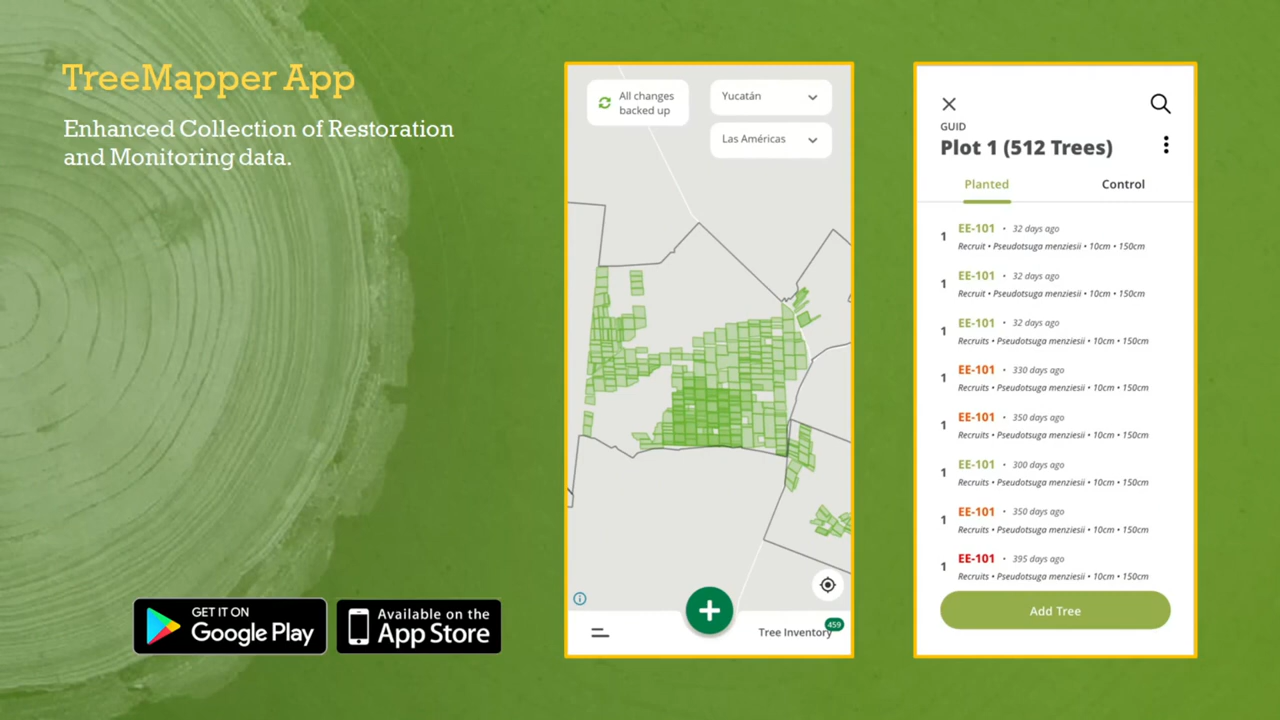 TreeMapper App
Enhanced Collection of Restoration
and Monitoring data.
GET IT ON
Google Play
Available on the
App Store
All changes
backed up
Yucatán
Las Américas
Tree Inventory
459
GUID
Plot 1 (512 Trees)
Planted
Control
1 EE-101 • 32 days ago
Recruit • Pseudotsuga menziesii • 10cm • 150cm
1 EE-101 • 32 days ago
Recruit • Pseudotsuga menziesii • 10cm • 150cm
1 EE-101 • 32 days ago
Recruits • Pseudotsuga menziesii • 10cm • 150cm
1 EE-101 • 330 days ago
Recruits • Pseudotsuga menziesii • 10cm • 150cm
1 EE-101 • 350 days ago
Recruits • Pseudotsuga menziesii • 10cm • 150cm
1 EE-101 • 300 days ago
Recruits • Pseudotsuga menziesii • 10cm • 150cm
1 EE-101 • 350 days ago
Recruits • Pseudotsuga menziesii • 10cm • 150cm
1 EE-101 • 395 days ago
Recruits • Pseudotsuga menziesii • 10cm • 150cm
Add Tree